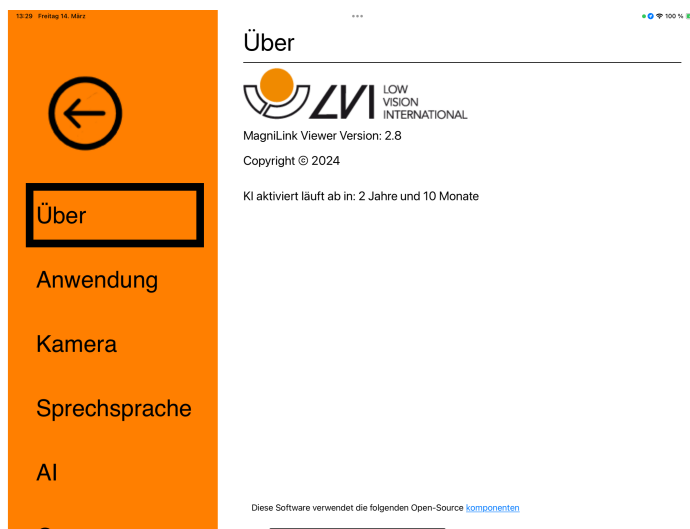 13:29 Freitag 14. März
100 %
Über
LVI LOW
VISION
INTERNATIONAL
MagniLink Viewer Version: 2.8
Copyright © 2024
KI aktiviert läuft ab in: 2 Jahre und 10 Monate
Über
Anwendung
Kamera
Sprechsprache
AI
Diese Software verwendet die folgenden Open-Source komponenten